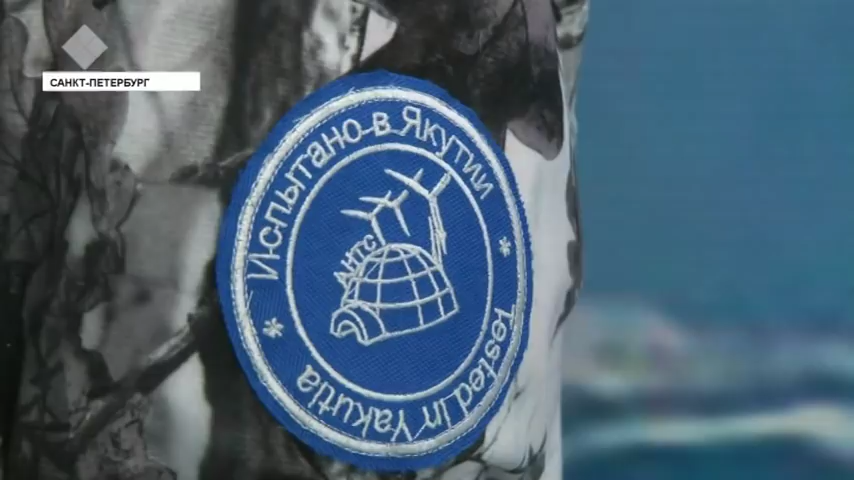 САНКТ-ПЕТЕРБУРГ
Испытано в Якутии
АНТС
Tested in Yakutia